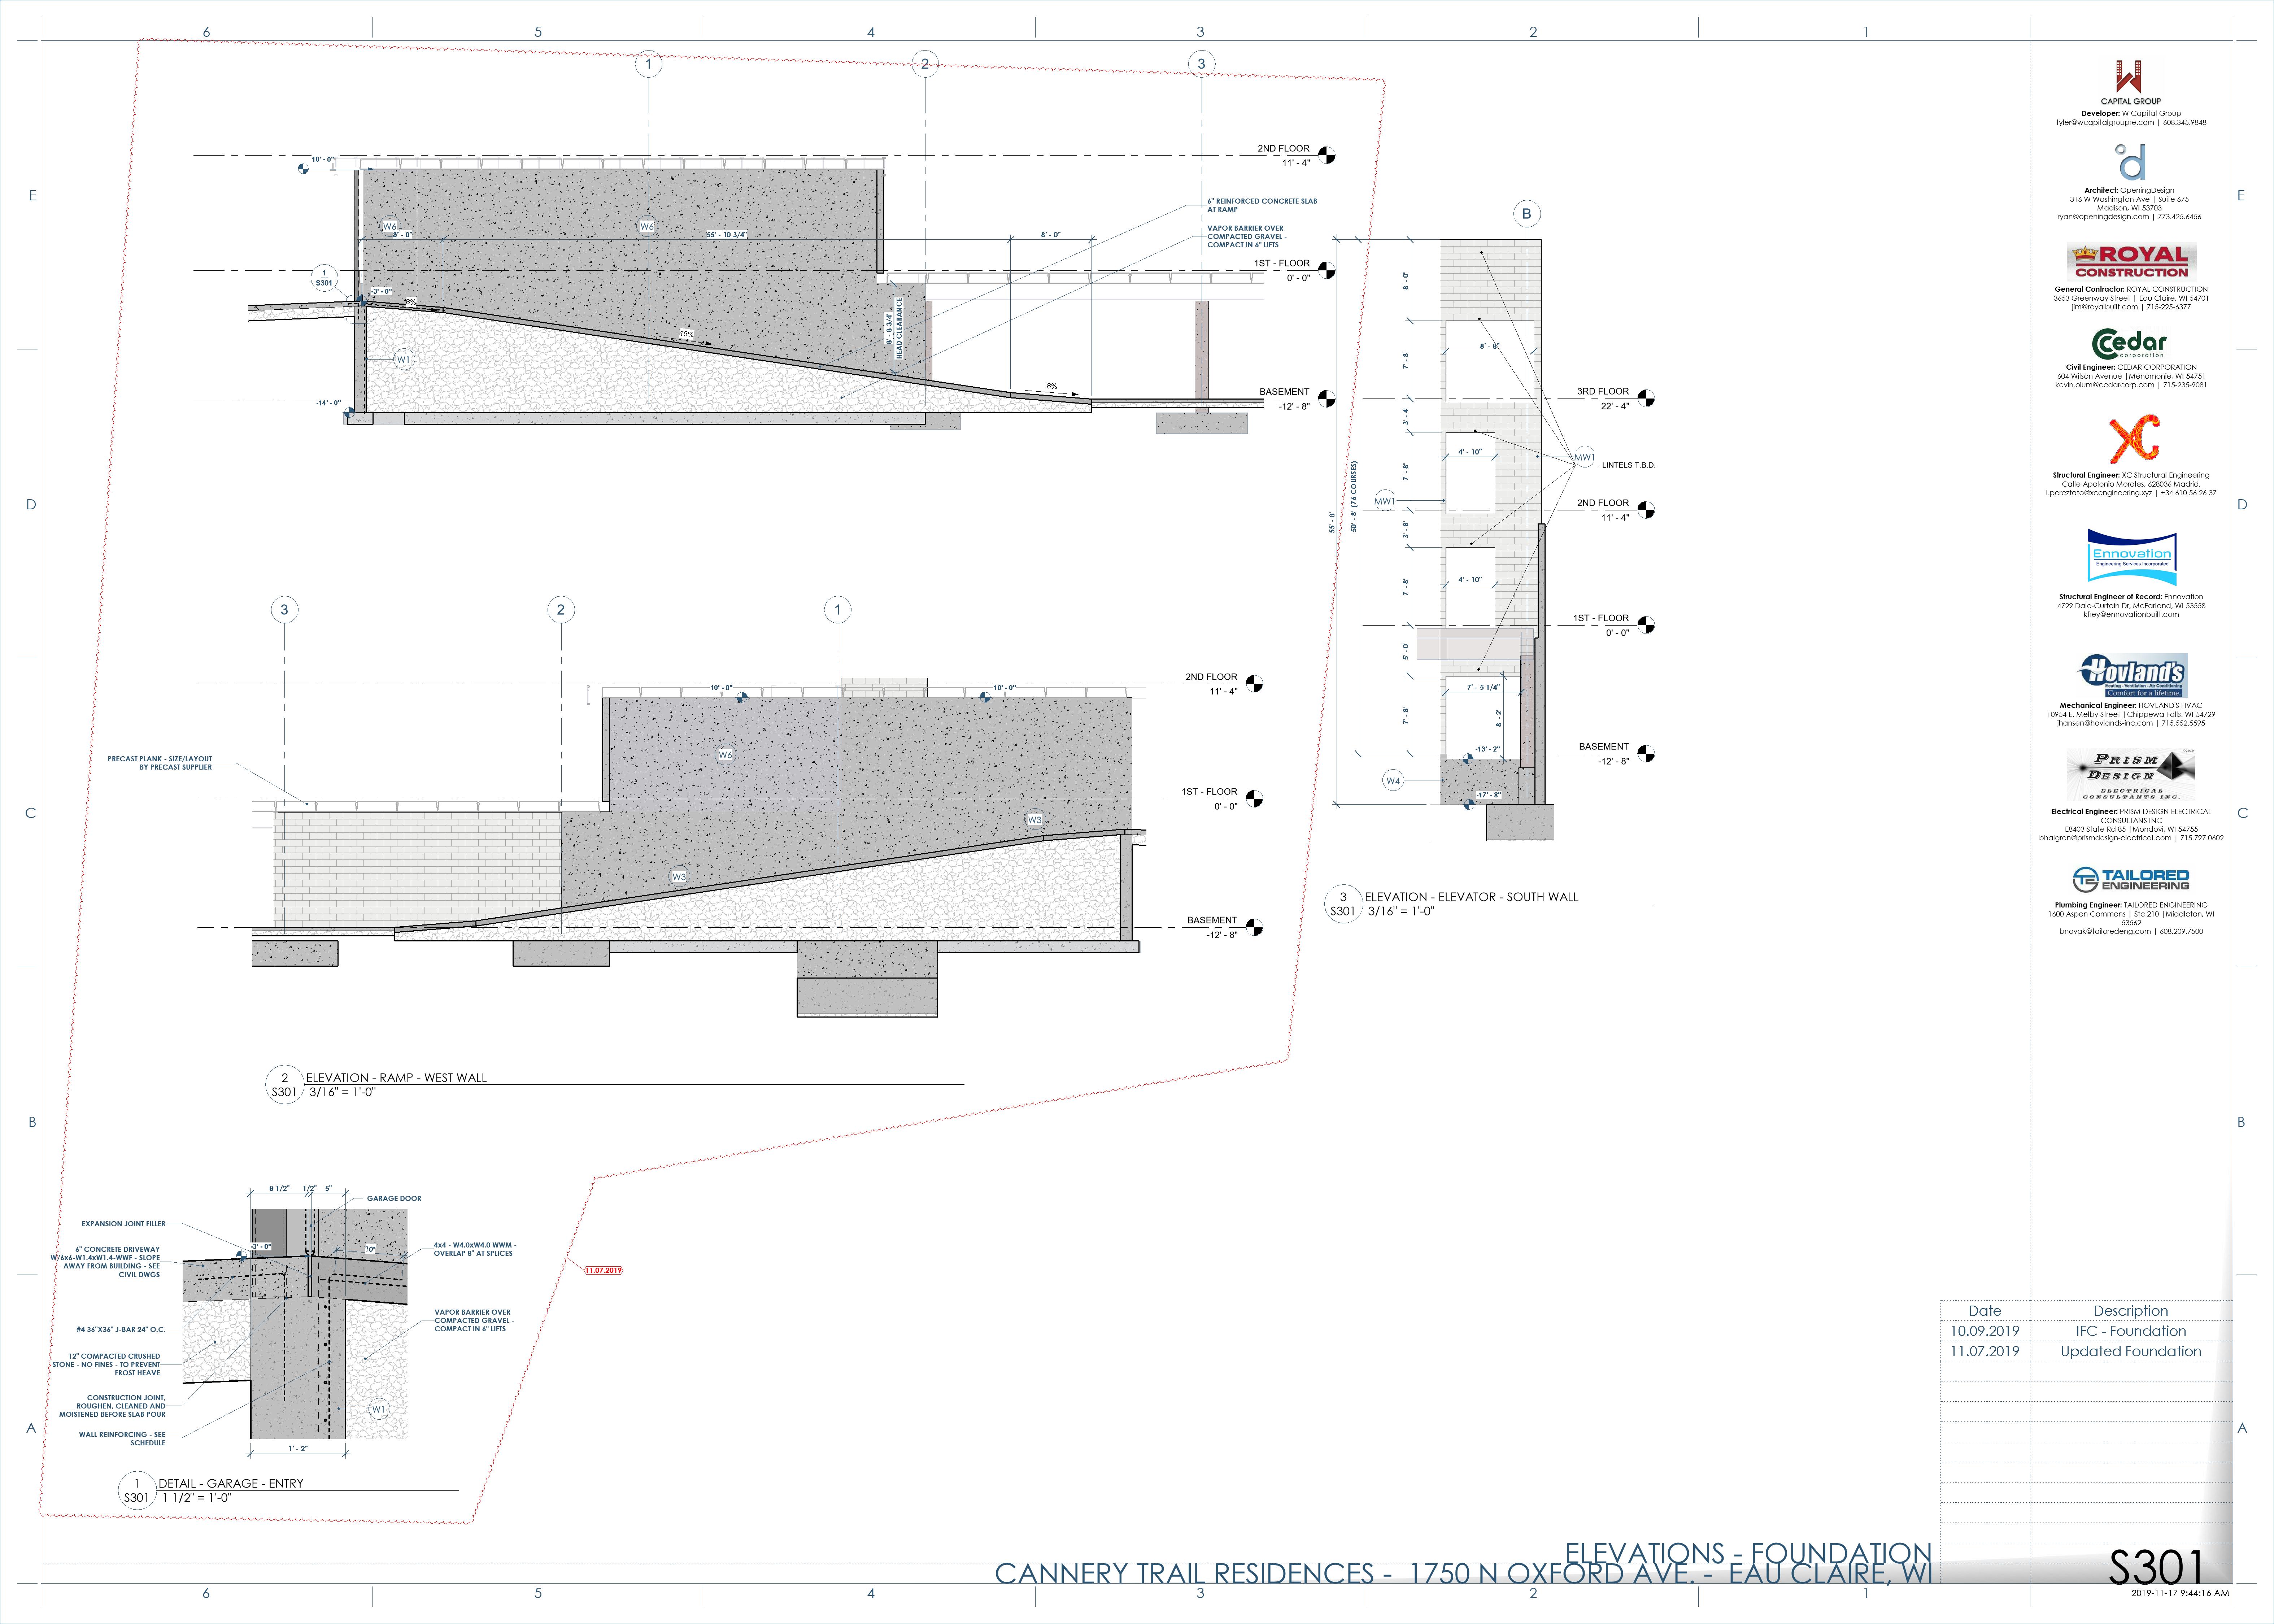 6
5
4
3
2
1
E
D
C
B
A
1
2
3
10' - 0"
2ND FLOOR
11' - 4"
6" REINFORCED CONCRETE SLAB
AT RAMP
VAPOR BARRIER OVER
COMPACTED GRAVEL -
COMPACT IN 6" LIFTS
W6
W6
8' - 0"
55' - 10 3/4"
8' - 0"
1ST - FLOOR
0' - 0"
1
S301
-3' - 0"
8%
15%
8' - 8 3/4"
HEAD CLEARANCE
W1
8%
BASEMENT
-12' - 8"
-14' - 0"
3
2
1
2ND FLOOR
11' - 4"
10' - 0"
10' - 0"
W6
PRECAST PLANK - SIZE/LAYOUT
BY PRECAST SUPPLIER
1ST - FLOOR
0' - 0"
W3
W3
BASEMENT
-12' - 8"
2
S301
ELEVATION - RAMP - WEST WALL
3/16" = 1'-0"
B
8' - 0"
7' - 8"
8' - 8"
3RD FLOOR
22' - 4"
3' - 4"
4' - 10"
MW1
LINTELS T.B.D.
7' - 8"
MW1
2ND FLOOR
11' - 4"
55' - 8"
50' - 8" (76 COURSES)
3' - 8"
4' - 10"
7' - 8"
1ST - FLOOR
0' - 0"
5' - 0"
7' - 5 1/4"
7' - 8"
8' - 2"
-13' - 2"
BASEMENT
-12' - 8"
W4
-17' - 8"
3
S301
ELEVATION - ELEVATOR - SOUTH WALL
3/16" = 1'-0"
8 1/2"
1/2"
5"
GARAGE DOOR
EXPANSION JOINT FILLER
-3' - 0"
10"
6" CONCRETE DRIVEWAY
W/6x6-W1.4xW1.4-WWF - SLOPE
AWAY FROM BUILDING - SEE
CIVIL DWGS
4x4 - W4.0xW4.0 WWM -
OVERLAP 8" AT SPLICES
11.07.2019
VAPOR BARRIER OVER
COMPACTED GRAVEL -
COMPACT IN 6" LIFTS
#4 36"X36" J-BAR 24" O.C.
12" COMPACTED CRUSHED
STONE - NO FINES - TO PREVENT
FROST HEAVE
CONSTRUCTION JOINT,
ROUGHEN, CLEANED AND
MOISTENED BEFORE SLAB POUR
W1
WALL REINFORCING - SEE
SCHEDULE
1' - 2"
1
S301
DETAIL - GARAGE - ENTRY
1 1/2" = 1'-0"
CAPITAL GROUP
Developer: W Capital Group
tyler@wcapitalgroupre.com | 608.345.9848
Architect: OpeningDesign
316 W Washington Ave | Suite 675
Madison, WI 53703
ryan@openingdesign.com | 773.425.6456
ROYAL
CONSTRUCTION
General Contractor: ROYAL CONSTRUCTION
3653 Greenway Street | Eau Claire, WI 54701
jim@royalbuilt.com | 715-225-6377
Cedar
corporation
Civil Engineer: CEDAR CORPORATION
604 Wilson Avenue |Menomonie, WI 54751
kevin.oium@cedarcorp.com | 715-235-9081
XC
Structural Engineer: XC Structural Engineering
Calle Apolonio Morales, 628036 Madrid,
l.pereztato@xcengineering.xyz | +34 610 56 26 37
Ennovation
Engineering Services Incorporated
Structural Engineer of Record: Ennovation
4729 Dale-Curtain Dr, McFarland, WI 53558
kfrey@ennovationbuilt.com
Hovland's
Heating · Ventilation · Air Conditioning
Comfort for a lifetime.
Mechanical Engineer: HOVLAND'S HVAC
10954 E. Melby Street |Chippewa Falls, WI 54729
jhansen@hovlands-inc.com | 715.552.5595
PRISM
DESIGN
ELECTRICAL
CONSULTANTS INC.
Electrical Engineer: PRISM DESIGN ELECTRICAL
CONSULTANS INC
E8403 State Rd 85 |Mondovi, WI 54755
bhalgren@prismdesign-electrical.com | 715.797.0602
TAILORED
ENGINEERING
Plumbing Engineer: TAILORED ENGINEERING
1600 Aspen Commons | Ste 210 |Middleton, WI
53562
bnovak@tailoredeng.com | 608.209.7500
Date Description
10.09.2019 IFC - Foundation
11.07.2019 Updated Foundation
ELEVATIONS - FOUNDATION
CANNERY TRAIL RESIDENCES - 1750 N OXFORD AVE. - EAU CLAIRE, WI
S301
2019-11-17 9:44:16 AM
E
D
C
B
A
6
5
4
3
2
1